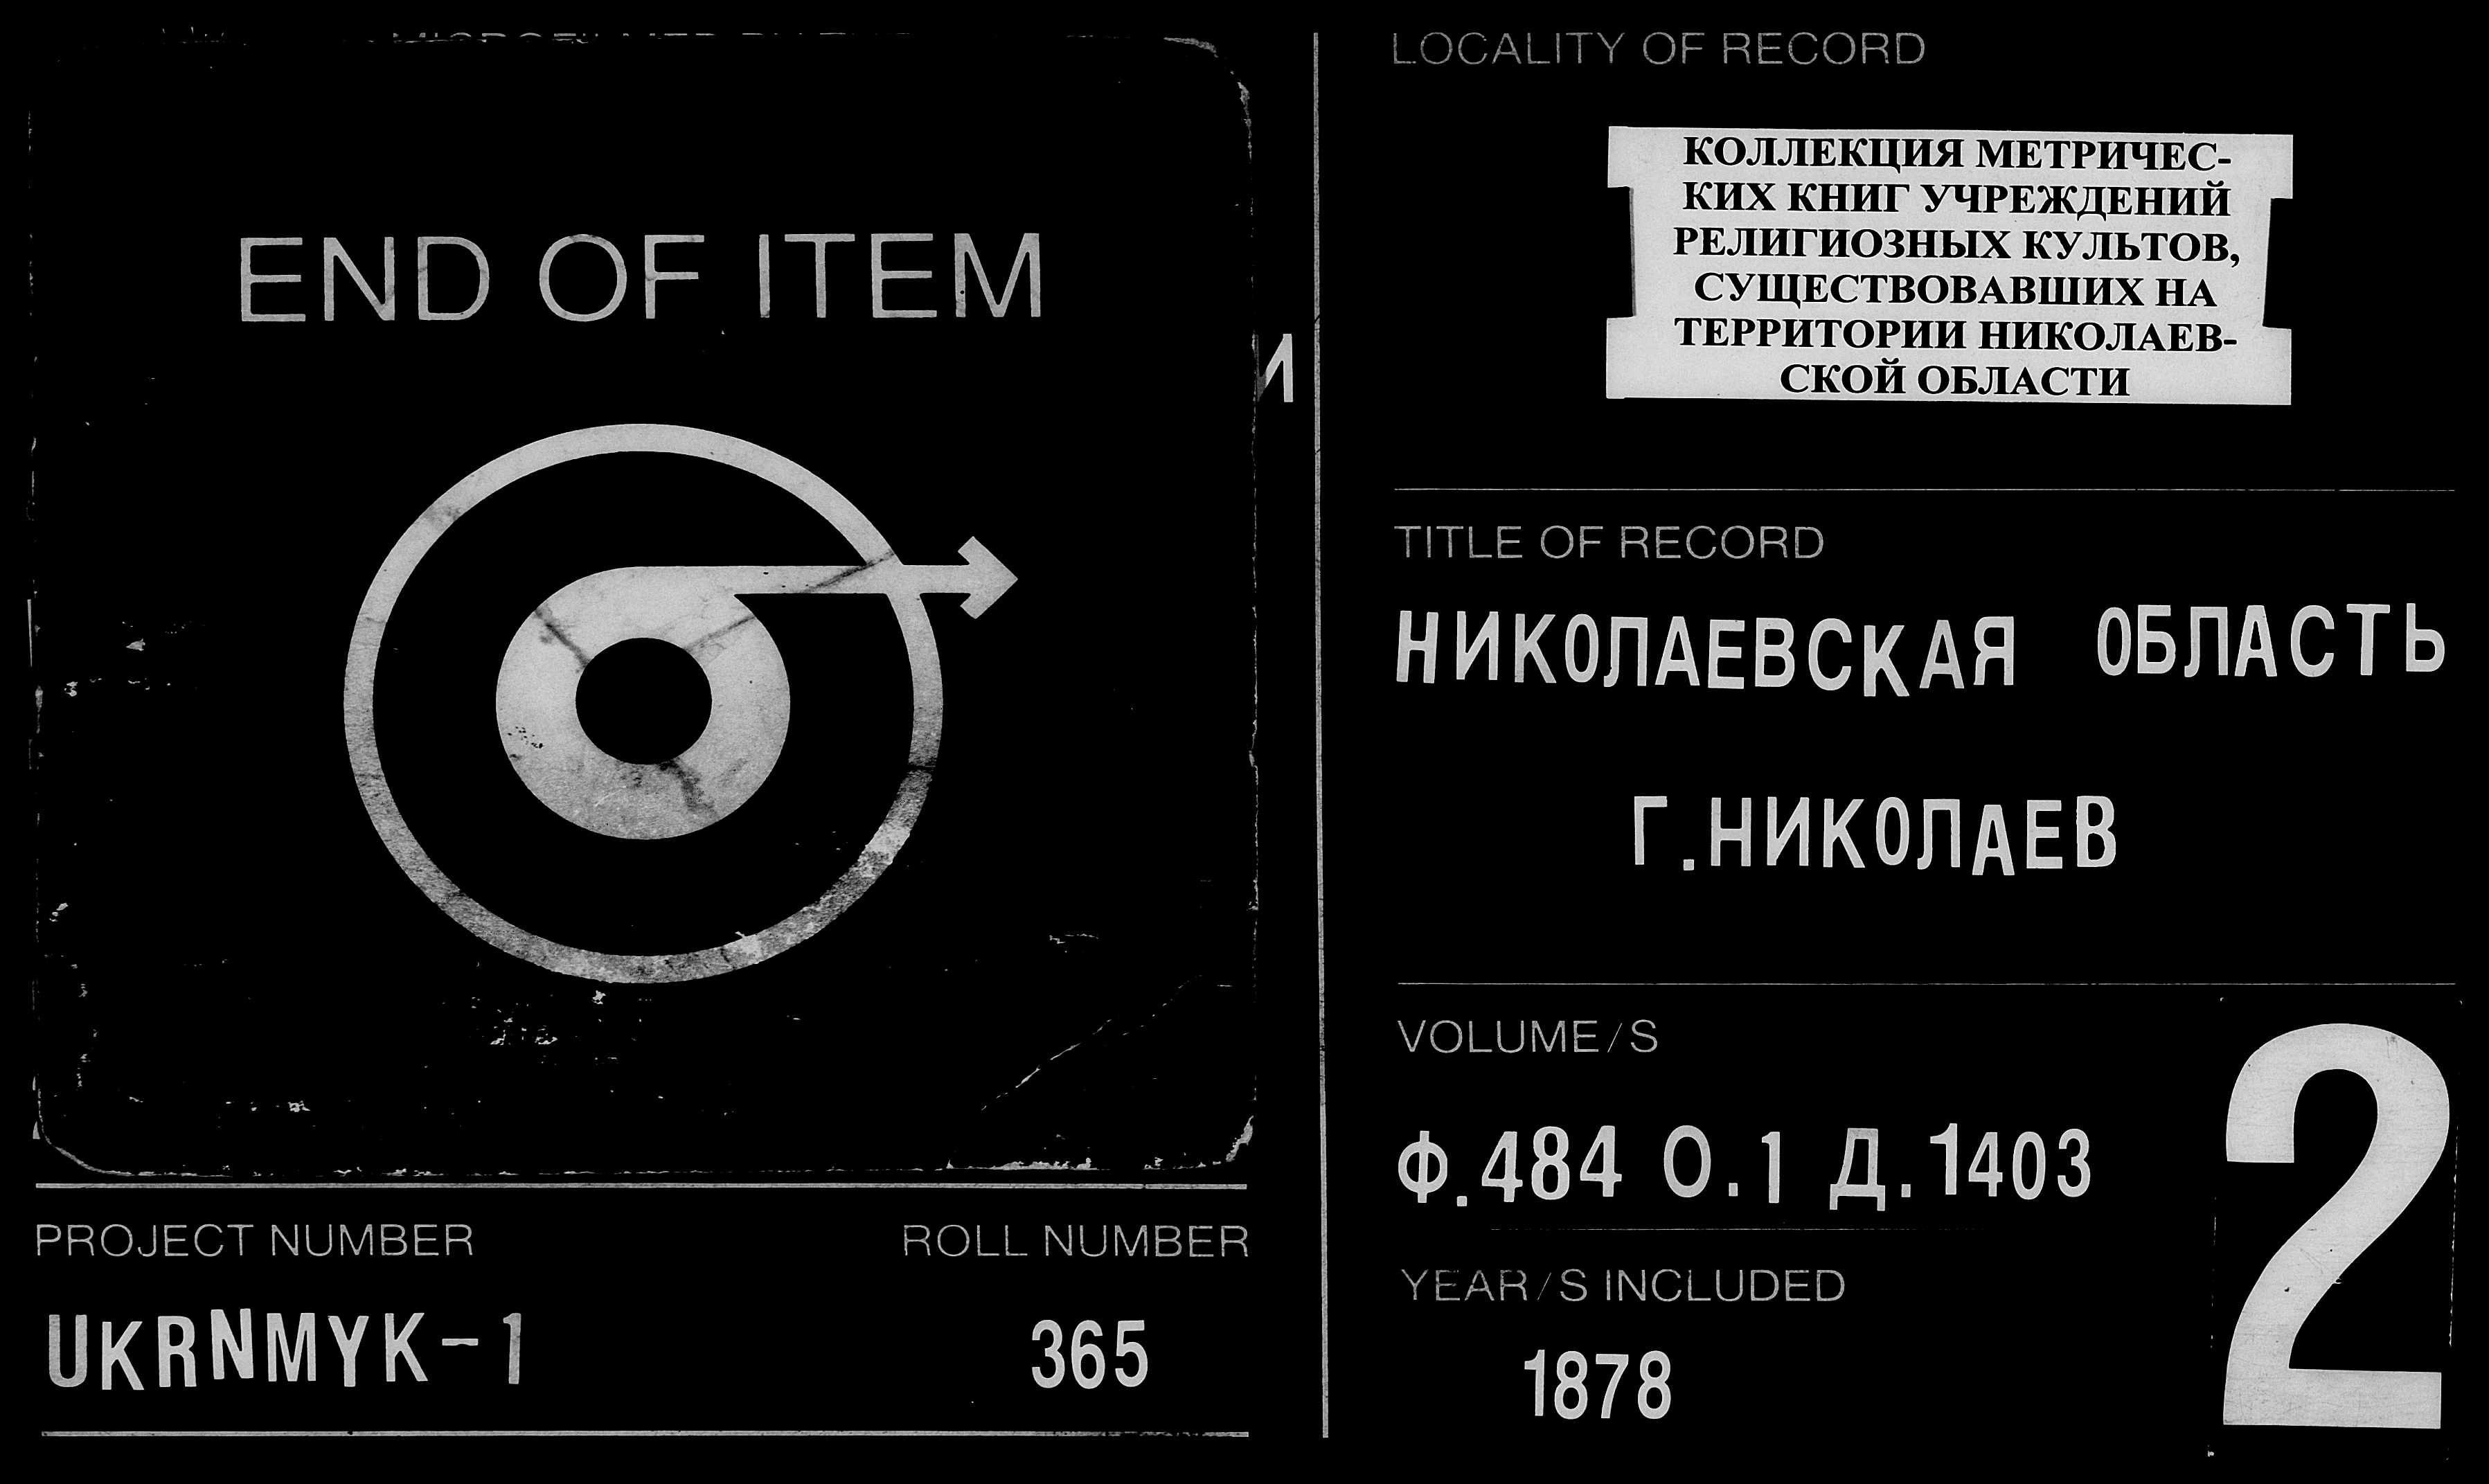 END OF ITEM
PROJECT NUMBER
ROLL NUMBER
UKRNMYK-1
365
LOCALITY OF RECORD
КОЛЛЕКЦИЯ МЕТРИЧЕС-
КИХ КНИГ УЧРЕЖДЕНИЙ
РЕЛИГИОЗНЫХ КУЛЬТОВ,
СУЩЕСТВОВАВШИХ НА
ТЕРРИТОРИИ НИКОЛАЕВ-
СКОЙ ОБЛАСТИ
TITLE OF RECORD
НИКОЛАЕВСКАЯ ОБЛАСТЬ
Г.НИКОЛАЕВ
VOLUME/S
Ф.484 О.1 Д.1403
YEAR/S INCLUDED
1878
2